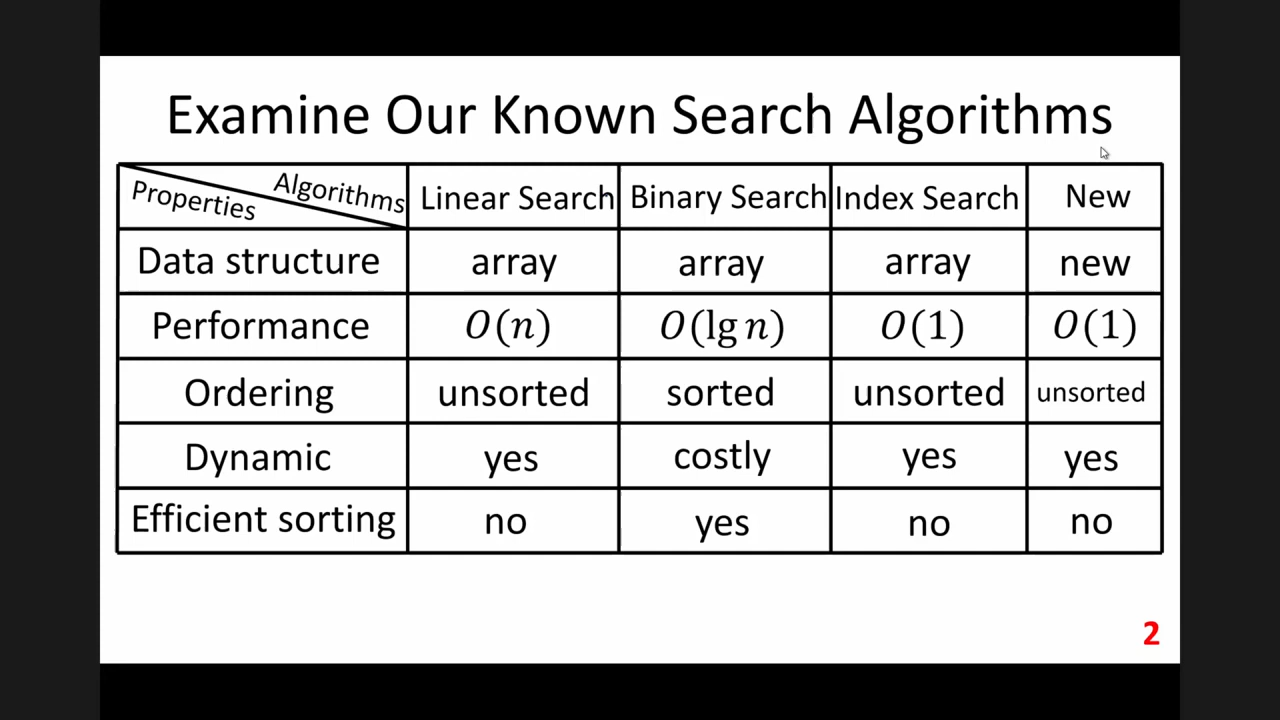 Examine Our Known Search Algorithms
Properties Algorithms Linear Search Binary Search Index Search New
Data structure array array array new
Performance O(n) O(lg n) O(1) O(1)
Ordering unsorted sorted unsorted unsorted
Dynamic yes costly yes yes
Efficient sorting no yes no no
2